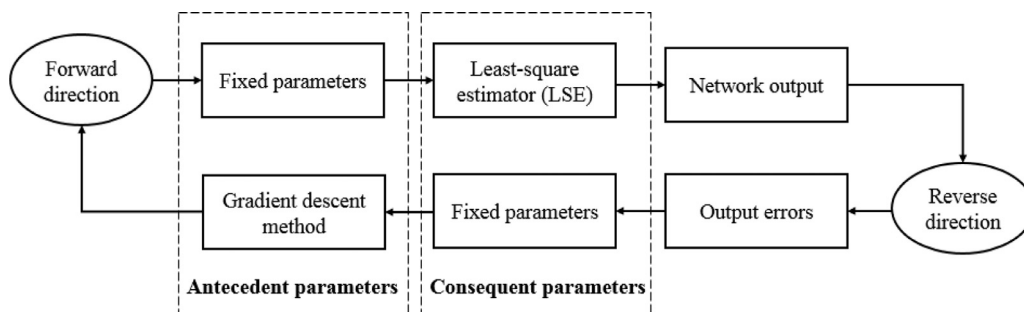 Forward
direction
Fixed parameters
Least-square
estimator (LSE)
Network output
Gradient descent
method
Fixed parameters
Output errors
Reverse
direction
Antecedent parameters
Consequent parameters